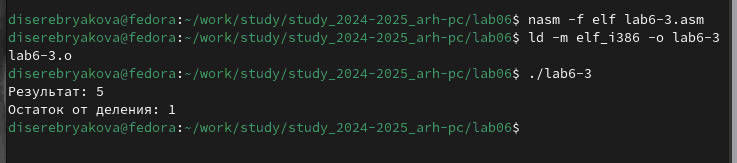 diserebryakova@fedora:~/work/study/study_2024-2025_arh-pc/lab06$ nasm -f elf lab6-3.asm
diserebryakova@fedora:~/work/study/study_2024-2025_arh-pc/lab06$ ld -m elf_i386 -o lab6-3
lab6-3.o
diserebryakova@fedora:~/work/study/study_2024-2025_arh-pc/lab06$ ./lab6-3
Результат: 5
Остаток от деления: 1
diserebryakova@fedora:~/work/study/study_2024-2025_arh-pc/lab06$